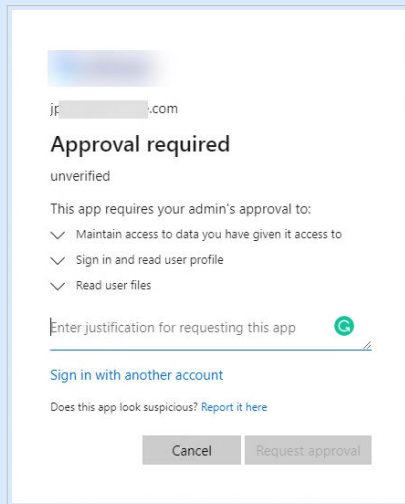 jp .com
Approval required
unverified
This app requires your admin's approval to:
Maintain access to data you have given it access to
Sign in and read user profile
Read user files
Enter justification for requesting this app
Sign in with another account
Does this app look suspicious? Report it here
Cancel Request approval